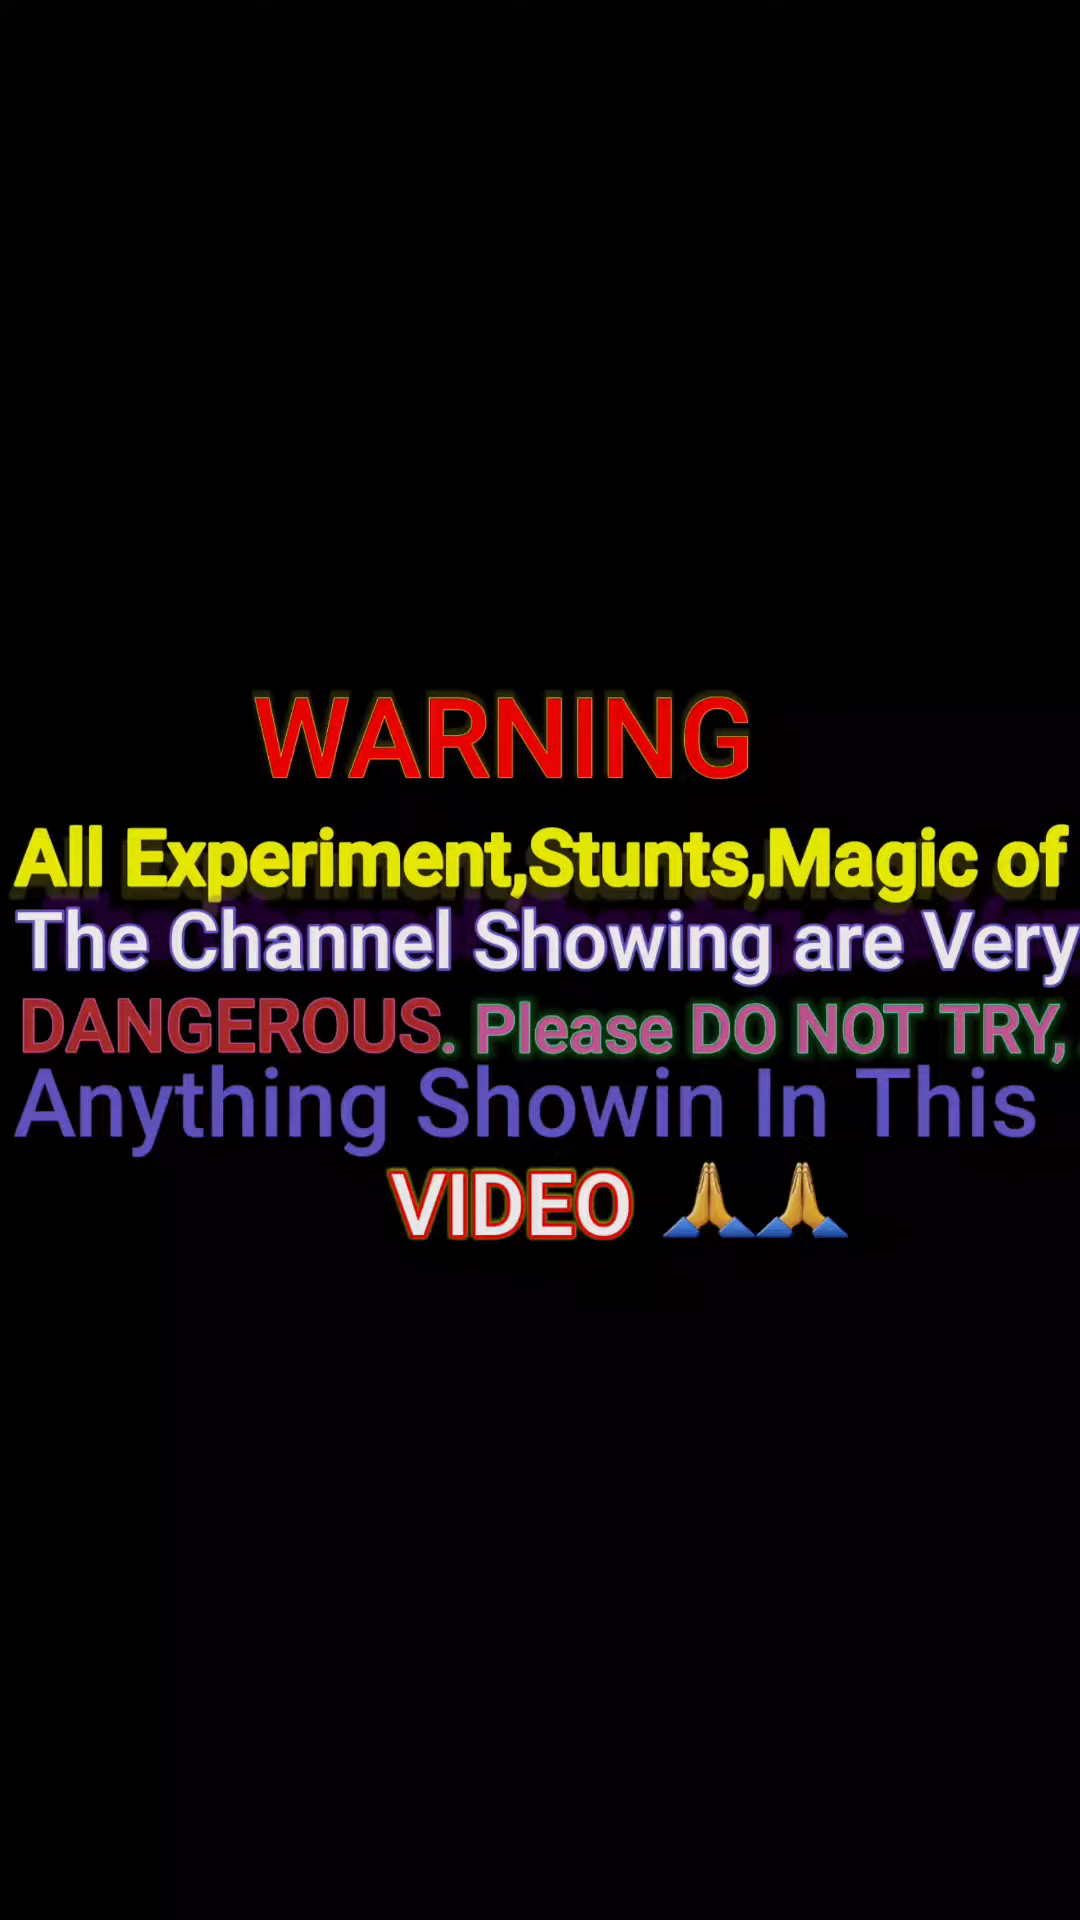 WARNING
All Experiment,Stunts,Magic of
The Channel Showing are Very
DANGEROUS. Please DO NOT TRY,
Anything Showin In This
VIDEO 🙏🙏